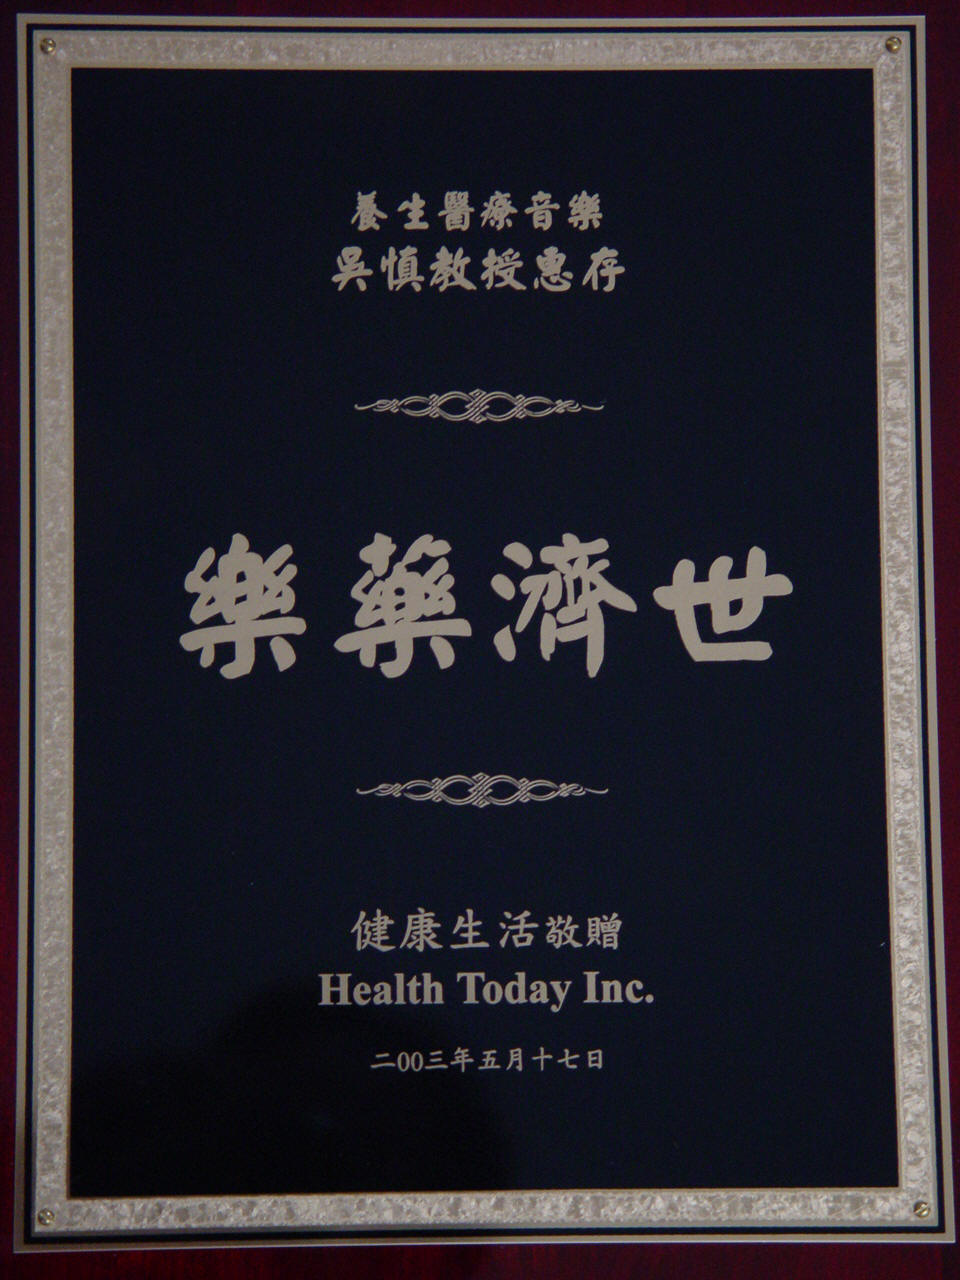 養生醫療音樂
吳慎教授惠存
樂藥濟世
健康生活敬贈
Health Today Inc.
二00三年五月十七日